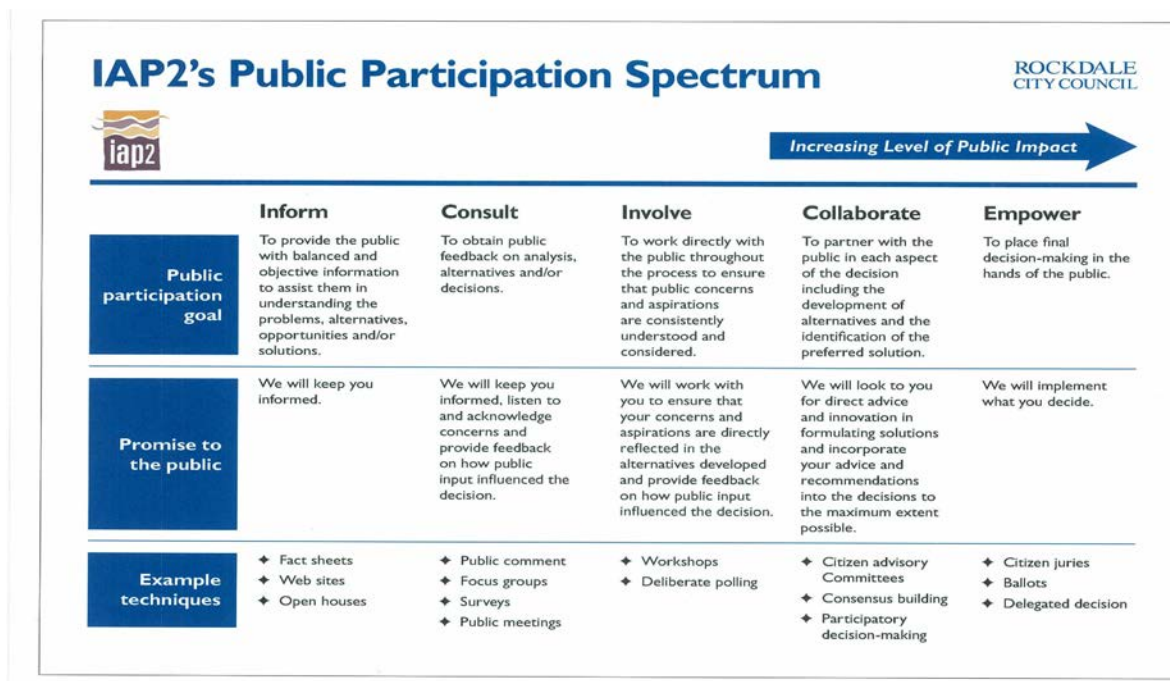 IAP2's Public Participation Spectrum
ROCKDALE
CITY COUNCIL
iap2
Increasing Level of Public Impact
Inform
Consult
Involve
Collaborate
Empower
Public
participation
goal
To provide the public
with balanced and
objective information
to assist them in
understanding the
problems, alternatives,
opportunities and/or
solutions.
To obtain public
feedback on analysis,
alternatives and/or
decisions.
To work directly with
the public throughout
the process to ensure
that public concerns
and aspirations
are consistently
understood and
considered.
To partner with the
public in each aspect
of the decision
including the
development of
alternatives and the
identification of the
preferred solution.
To place final
decision-making in the
hands of the public.
Promise to
the public
We will keep you
informed.
We will keep you
informed, listen to
and acknowledge
concerns and
provide feedback
on how public
input influenced the
decision.
We will work with
you to ensure that
your concerns and
aspirations are directly
reflected in the
alternatives developed
and provide feedback
on how public input
influenced the decision.
We will look to you
for direct advice
and innovation in
formulating solutions
and incorporate
your advice and
recommendations
into the decisions to
the maximum extent
possible.
We will implement
what you decide.
Example
techniques
✦ Fact sheets
✦ Web sites
✦ Open houses
✦ Public comment
✦ Focus groups
✦ Surveys
✦ Public meetings
✦ Workshops
✦ Deliberate polling
✦ Citizen advisory
Committees
✦ Consensus building
✦ Participatory
decision-making
✦ Citizen juries
✦ Ballots
✦ Delegated decision